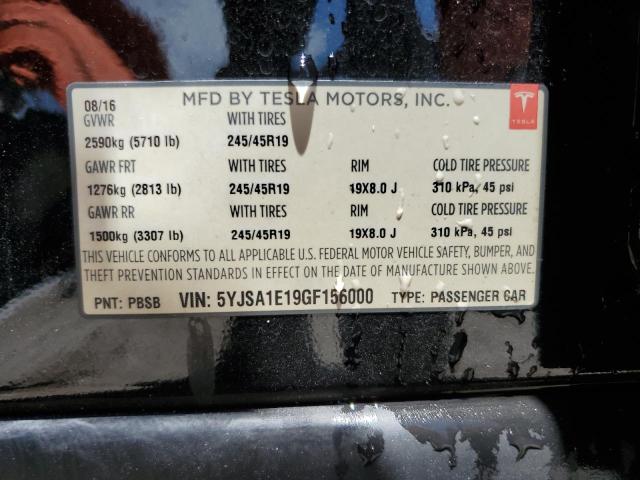 08/16 MFD BY TESLA MOTORS, INC.
GVWR WITH TIRES
2590kg (5710 lb) 245/45R19
TESLA
GAWR FRT WITH TIRES RIM COLD TIRE PRESSURE
1276kg (2813 lb) 245/45R19 19X8.0 J 310 kPa, 45 psi
GAWR RR WITH TIRES RIM COLD TIRE PRESSURE
1500kg (3307 lb) 245/45R19 19X8.0 J 310 kPa, 45 psi
THIS VEHICLE CONFORMS TO ALL APPLICABLE U.S. FEDERAL MOTOR VEHICLE SAFETY, BUMPER, AND
THEFT PREVENTION STANDARDS IN EFFECT ON THE DATE OF MANUFACTURE SHOWN ABOVE.
PNT: PBSB VIN: 5YJSA1E19GF156000 TYPE: PASSENGER CAR